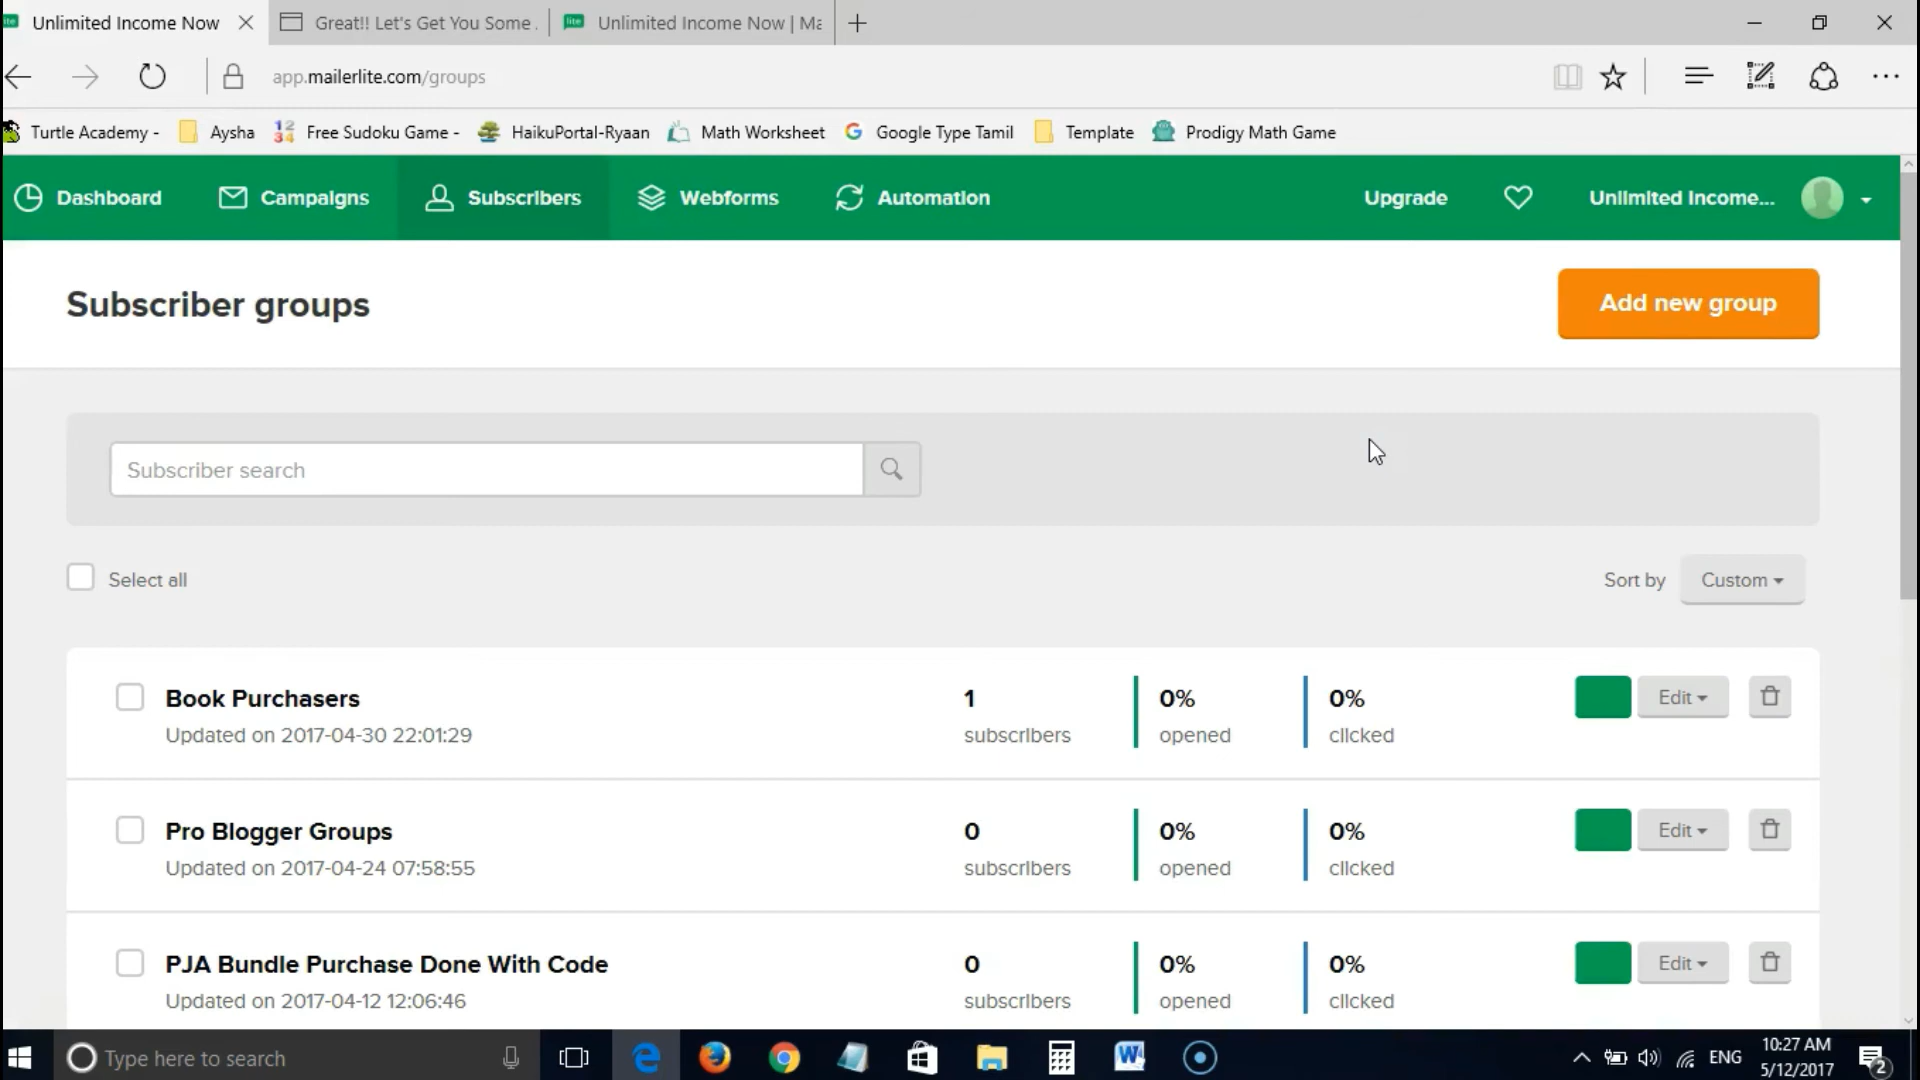 Unlimited Income Now
Great!! Let's Get You Some
Unlimited Income Now | Ma
app.mailerlite.com/groups
Turtle Academy -
Aysha
Free Sudoku Game -
HaikuPortal-Ryaan
Math Worksheet
Google Type Tamil
Template
Prodigy Math Game
Dashboard
Campaigns
Subscribers
Webforms
Automation
Upgrade
Unlimited Income...
Subscriber groups
Add new group
Subscriber search
Select all
Sort by
Custom
Book Purchasers
Updated on 2017-04-30 22:01:29
1
subscribers
0%
opened
0%
clicked
Edit
Pro Blogger Groups
Updated on 2017-04-24 07:58:55
0
subscribers
0%
opened
0%
clicked
Edit
PJA Bundle Purchase Done With Code
Updated on 2017-04-12 12:06:46
0
subscribers
0%
opened
0%
clicked
Edit
Type here to search
ENG
10:27 AM
5/12/2017
2